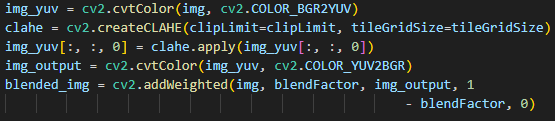 img_yuv = cv2.cvtColor(img, cv2.COLOR_BGR2YUV)
clahe = cv2.createCLAHE(clipLimit=clipLimit, tileGridSize=tileGridSize)
img_yuv[:, :, 0] = clahe.apply(img_yuv[:, :, 0])
img_output = cv2.cvtColor(img_yuv, cv2.COLOR_YUV2BGR)
blended_img = cv2.addWeighted(img, blendFactor, img_output, 1
- blendFactor, 0)